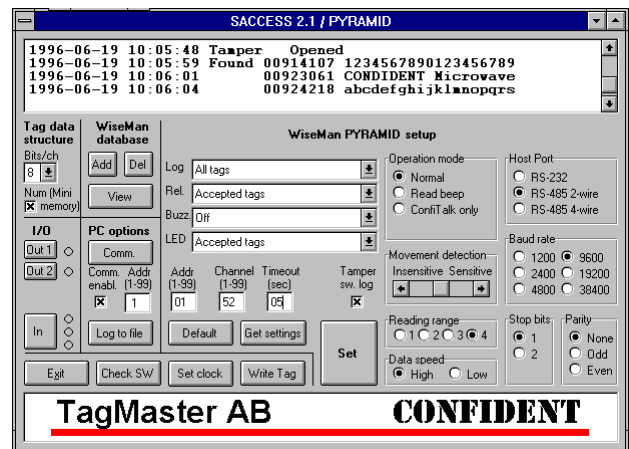 SACCESS 2.1 / PYRAMID
1996-06-19 10:05:48 Tamper Opened
1996-06-19 10:05:59 Found 00914107 1234567890123456789
1996-06-19 10:06:01 00923061 CONDIDENT Microwave
1996-06-19 10:06:04 00924218 abcdefghijklmnopqrs
Tag data structure
Bits/ch
8
Num (Mini memory)
WiseMan database
Add Del
View
I/O
Out 1
Out 2
In
PC options
Comm.
Comm. enabl. Addr (1-99)
1
Log to file
WiseMan PYRAMID setup
Log All tags
Rel. Accepted tags
Buzz. Off
LED Accepted tags
Addr (1-99) Channel (1-99) Timeout (sec) Tamper sw. log
01 52 05
Default Get settings
Set
Operation mode
Normal
Read beep
ConfiTalk only
Movement detection
Insensitive Sensitive
Reading range
1 2 3 4
Data speed
High Low
Host Port
RS-232
RS-485 2-wire
RS-485 4-wire
Baud rate
1200 9600
2400 19200
4800 38400
Stop bits
1
2
Parity
None
Odd
Even
Exit Check SW Set clock Write Tag
TagMaster AB CONFIDENT